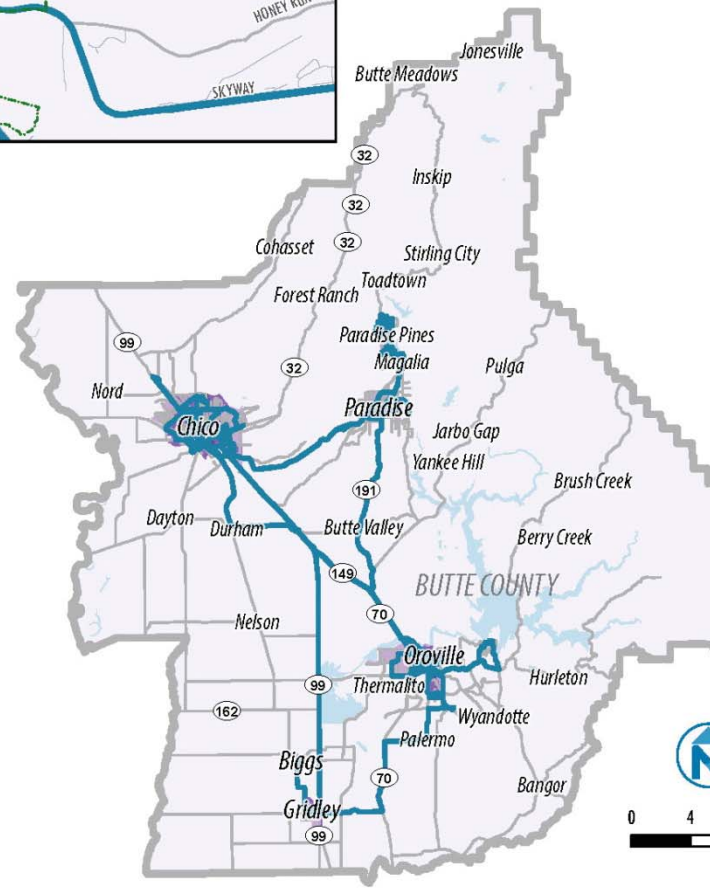 HONEY RUN
SKYWAY
Jonesville
Butte Meadows
32
Inskip
32
Cohasset
32
Stirling City
Toadtown
Forest Ranch
Paradise Pines
99
Magalia
32
Pulga
Nord
Paradise
Chico
Jarbo Gap
Yankee Hill
Brush Creek
191
Dayton
Durham
Butte Valley
Berry Creek
149
BUTTE COUNTY
70
Nelson
Oroville
Hurleton
Thermalito
99
162
Wyandotte
Palermo
N
Biggs
70
Bangor
Gridley
0 4
99